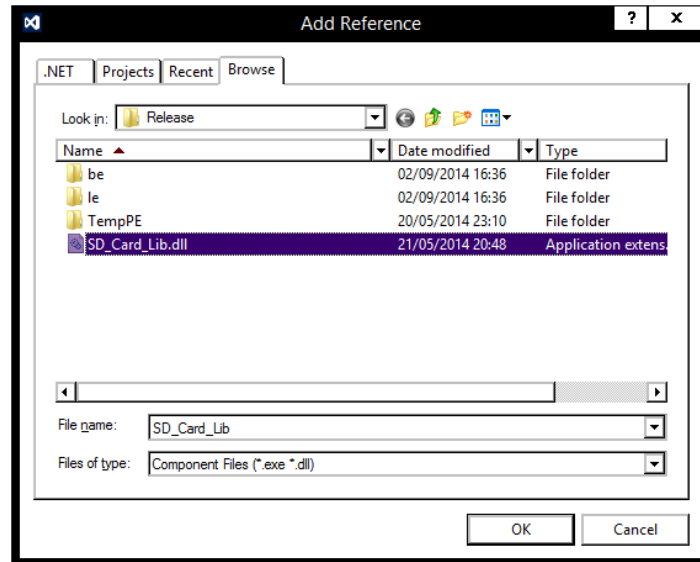 Add Reference ? x
.NET Projects Recent Browse
Look in: Release
Name Date modified Type
be 02/09/2014 16:36 File folder
le 02/09/2014 16:36 File folder
TempPE 20/05/2014 23:10 File folder
SD_Card_Lib.dll 21/05/2014 20:48 Application extens.
File name: SD_Card_Lib
Files of type: Component Files (*.exe *.dll)
OK Cancel